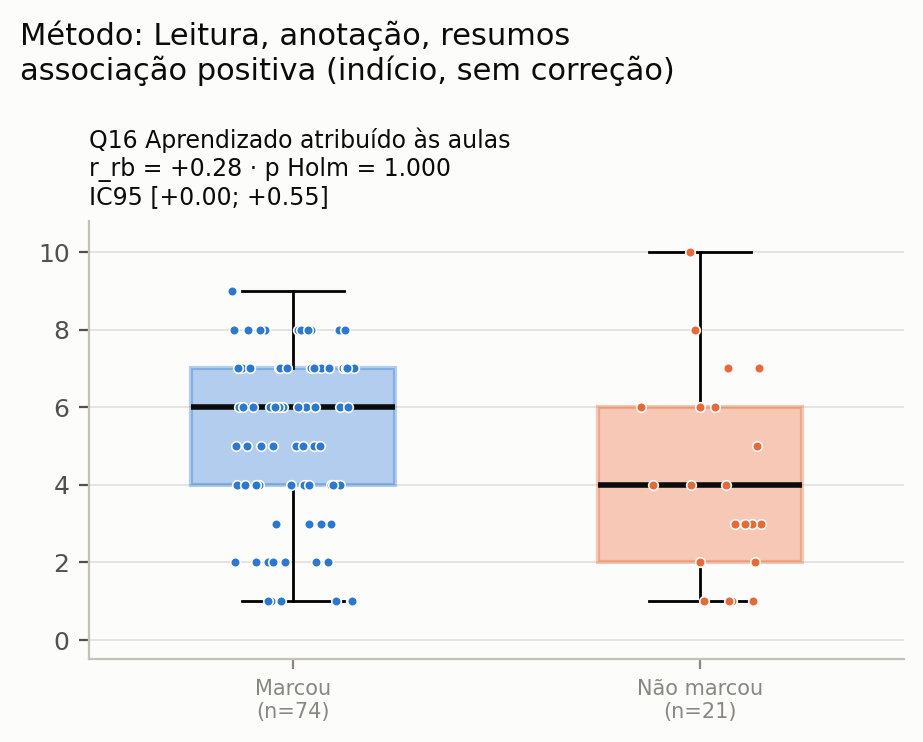 Método: Leitura, anotação, resumos
associação positiva (indício, sem correção)
Q16 Aprendizado atribuído às aulas
r_rb = +0.28 · p Holm = 1.000
IC95 [+0.00; +0.55]
10
8
6
4
2
0
Marcou
(n=74)
Não marcou
(n=21)